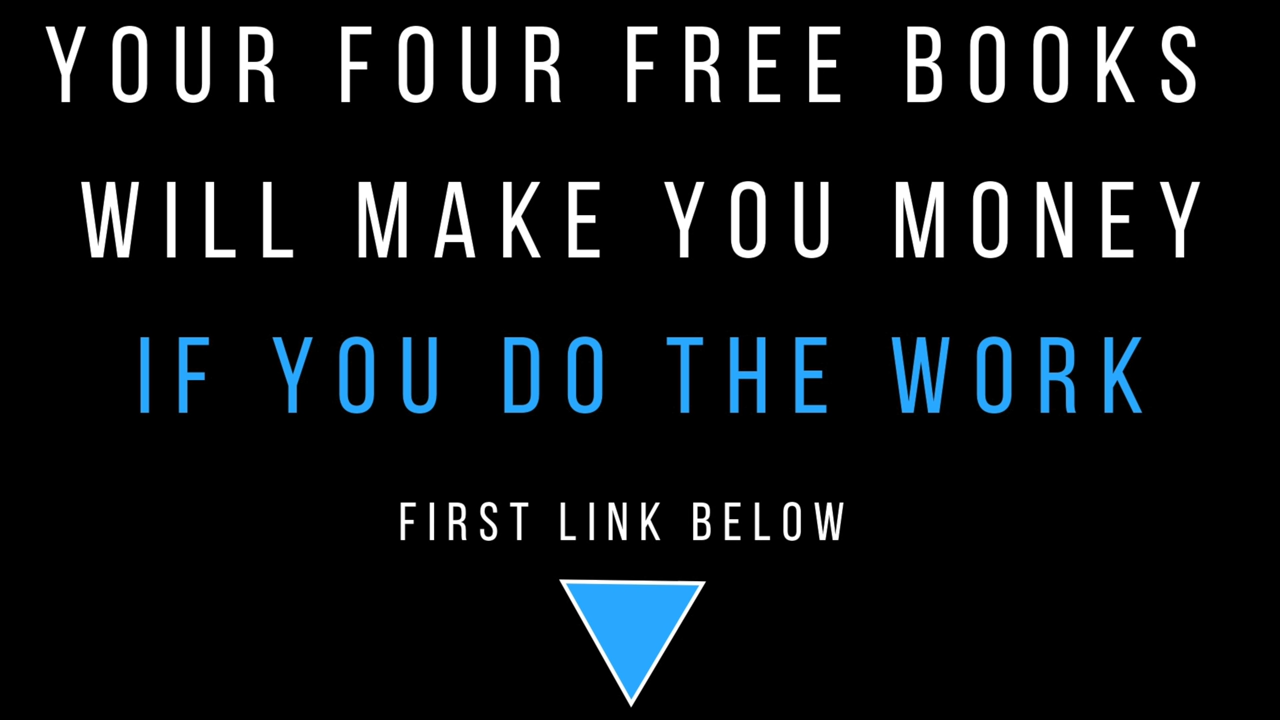 YOUR FOUR FREE BOOKS
WILL MAKE YOU MONEY
IF YOU DO THE WORK
FIRST LINK BELOW